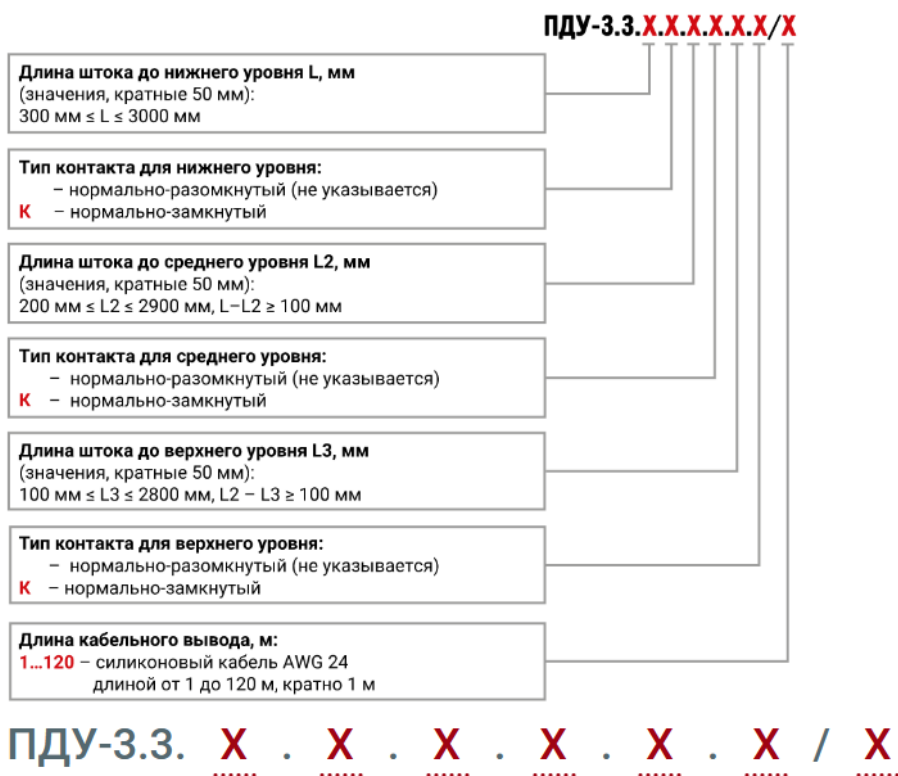 ПДУ-3.3.X.X.X.X.X.X/X
Длина штока до нижнего уровня L, мм
(значения, кратные 50 мм):
300 мм ≤ L ≤ 3000 мм
Тип контакта для нижнего уровня:
– нормально-разомкнутый (не указывается)
К – нормально-замкнутый
Длина штока до среднего уровня L2, мм
(значения, кратные 50 мм):
200 мм ≤ L2 ≤ 2900 мм, L–L2 ≥ 100 мм
Тип контакта для среднего уровня:
– нормально-разомкнутый (не указывается)
К – нормально-замкнутый
Длина штока до верхнего уровня L3, мм
(значения, кратные 50 мм):
100 мм ≤ L3 ≤ 2800 мм, L2 – L3 ≥ 100 мм
Тип контакта для верхнего уровня:
– нормально-разомкнутый (не указывается)
К – нормально-замкнутый
Длина кабельного вывода, м:
1...120 – силиконовый кабель AWG 24
длиной от 1 до 120 м, кратно 1 м
ПДУ-3.3. X . X . X . X . X . X / X